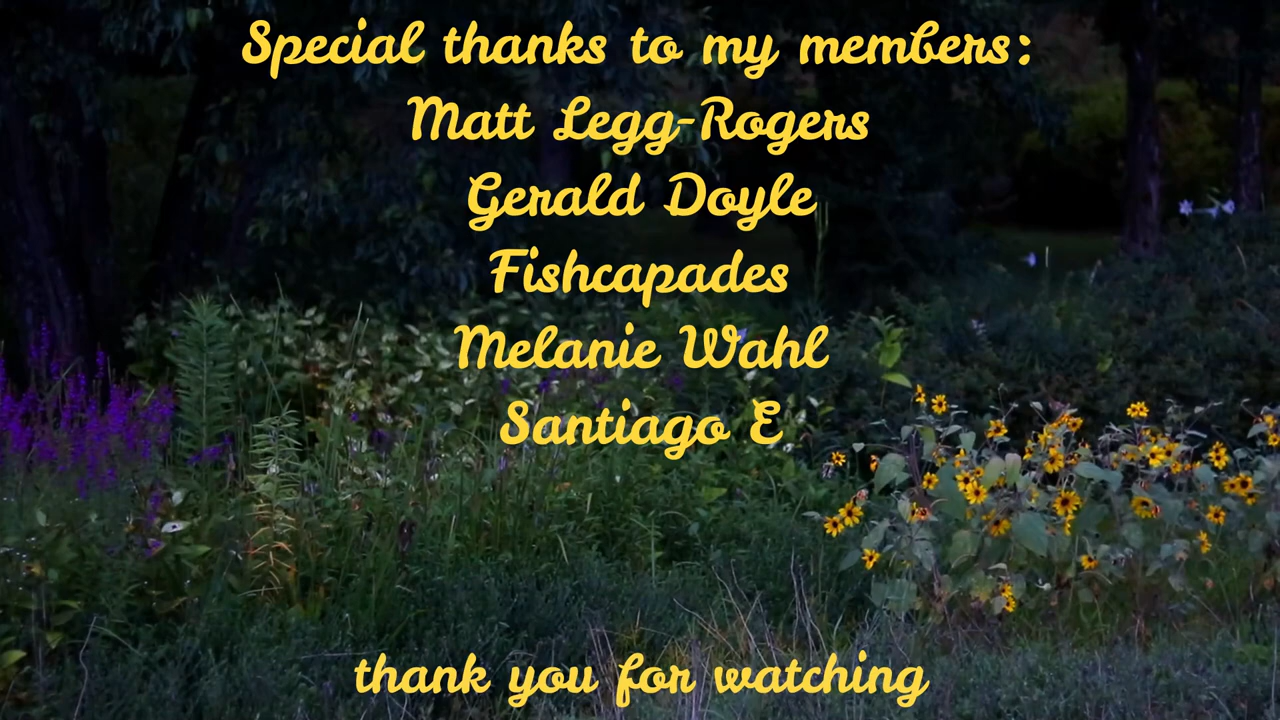 Special thanks to my members:
Matt Legg-Rogers
Gerald Doyle
Fishcapades
Melanie Wahl
Santiago E
thank you for watching